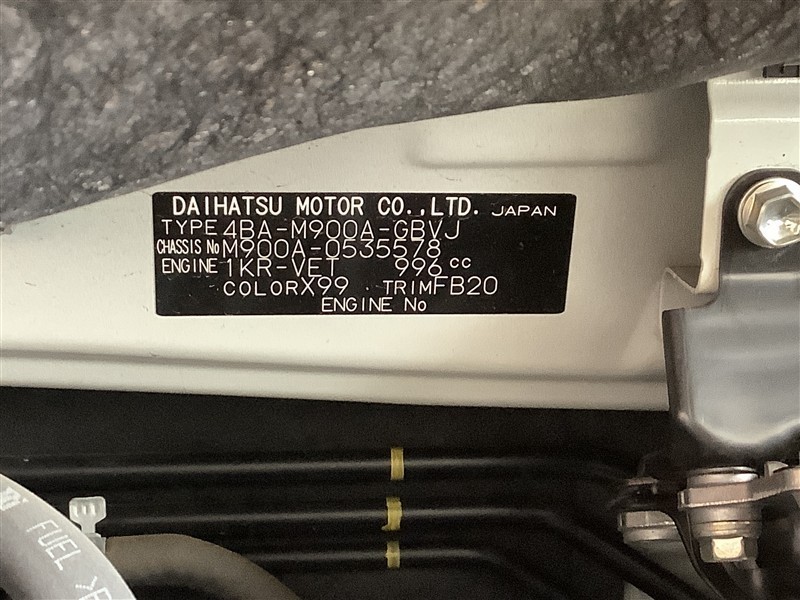 DAIHATSU MOTOR CO.,LTD. JAPAN
TYPE 4BA-M900A-GBVJ
CHASSIS No M900A-0535578
ENGINE 1KR-VET 996 cc
COLOR X99 TRIM FB20
ENGINE No
FUEL